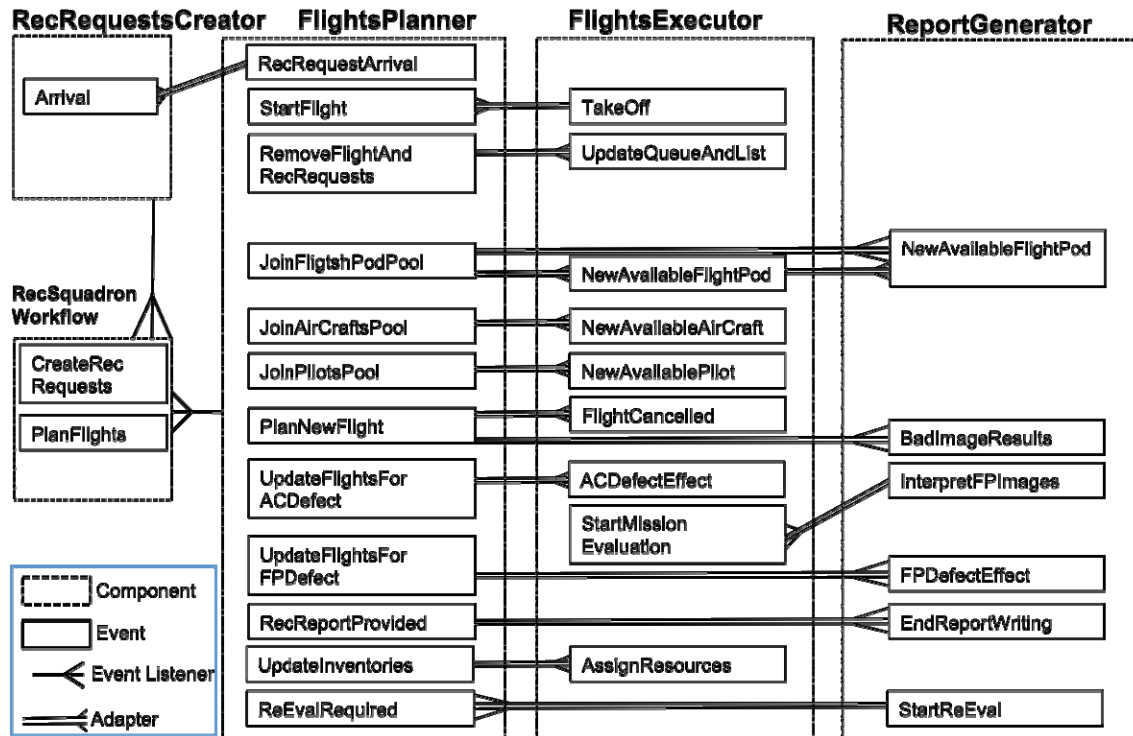 RecRequestsCreator
FlightsPlanner
FlightsExecutor
ReportGenerator
Arrival
RecRequestArrival
StartFlight
TakeOff
RemoveFlightAnd
RecRequests
UpdateQueueAndList
JoinFligtshPodPool
NewAvailableFlightPod
NewAvailableFlightPod
RecSquadron
Workflow
JoinAirCraftsPool
NewAvailableAirCraft
CreateRec
Requests
JoinPilotsPool
NewAvailablePilot
PlanFlights
PlanNewFlight
FlightCancelled
BadImageResults
UpdateFlightsFor
ACDefect
ACDefectEffect
InterpretFPImages
StartMission
Evaluation
UpdateFlightsFor
FPDefect
FPDefectEffect
RecReportProvided
EndReportWriting
UpdateInventories
AssignResources
ReEvalRequired
StartReEval
Component
Event
Event Listener
Adapter